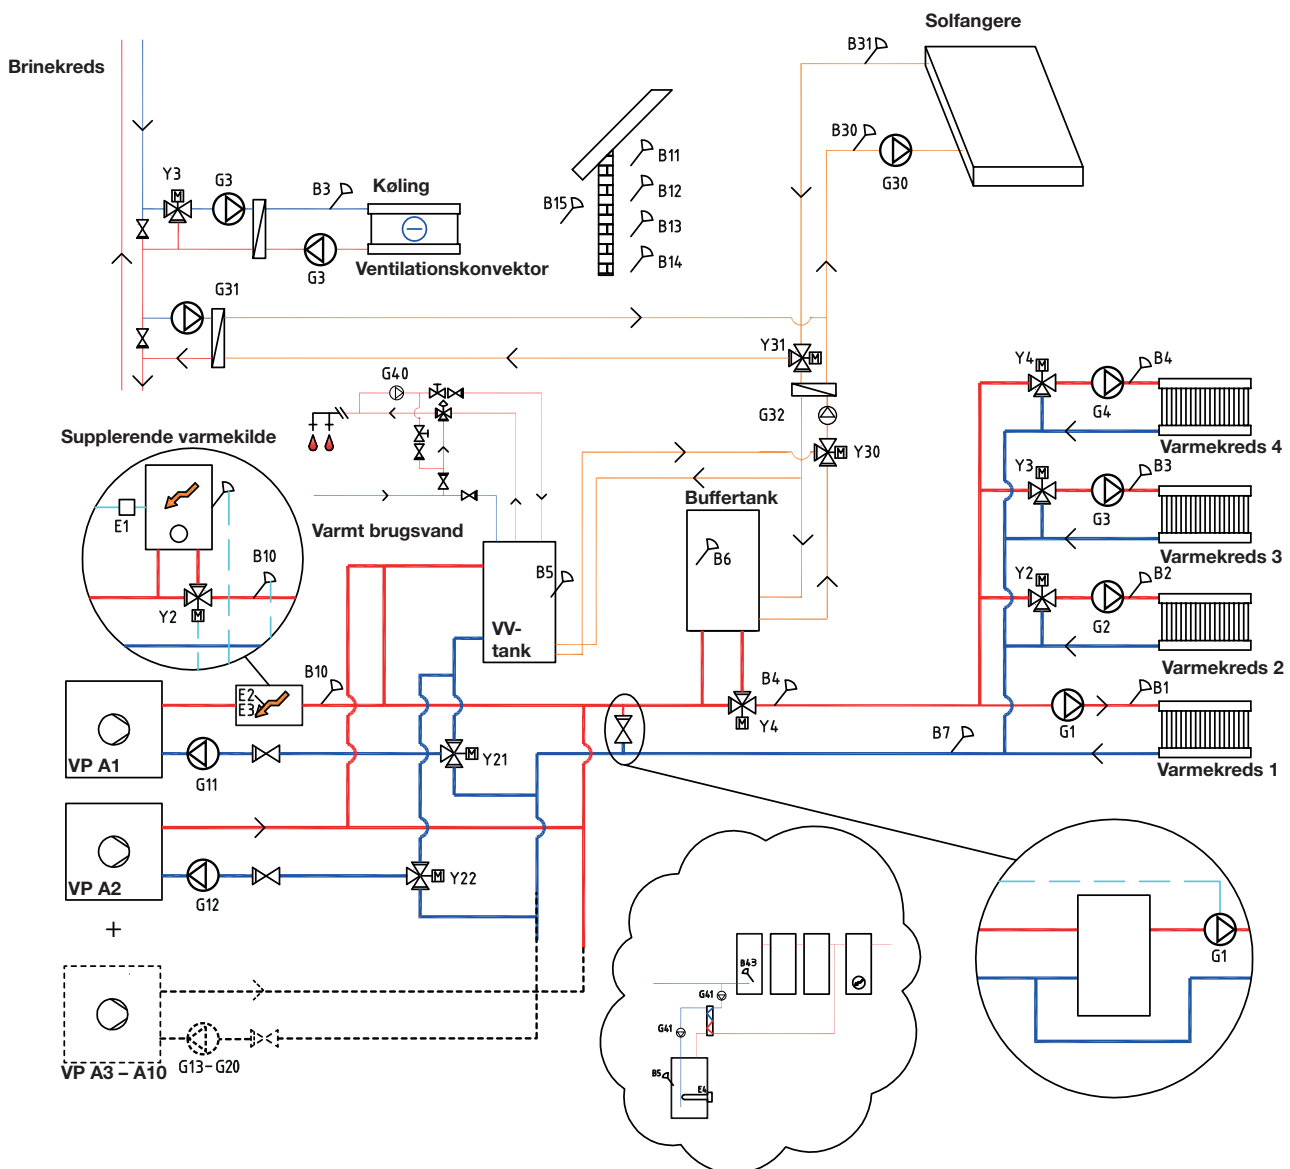 Solfangere
B31
Brinekreds
B30
G30
B11
B12
B13
B14
B15
Y3
G3
B3
Køling
G3
Ventilationskonvektor
G31
Y31
G32
Y30
G40
Y4
B4
G4
Varmekreds 4
Y3
B3
G3
Varmekreds 3
Y2
B2
G2
Varmekreds 2
B1
G1
Varmekreds 1
Supplerende varmekilde
E1
B10
Y2
Varmt brugsvand
B5
VV-
tank
Buffertank
B6
B10
E2
E3
B4
Y4
B7
VP A1
G11
Y21
VP A2
G12
Y22
+
VP A3 – A10
G13-G20
B43
G41
G41
B5
E4
G1